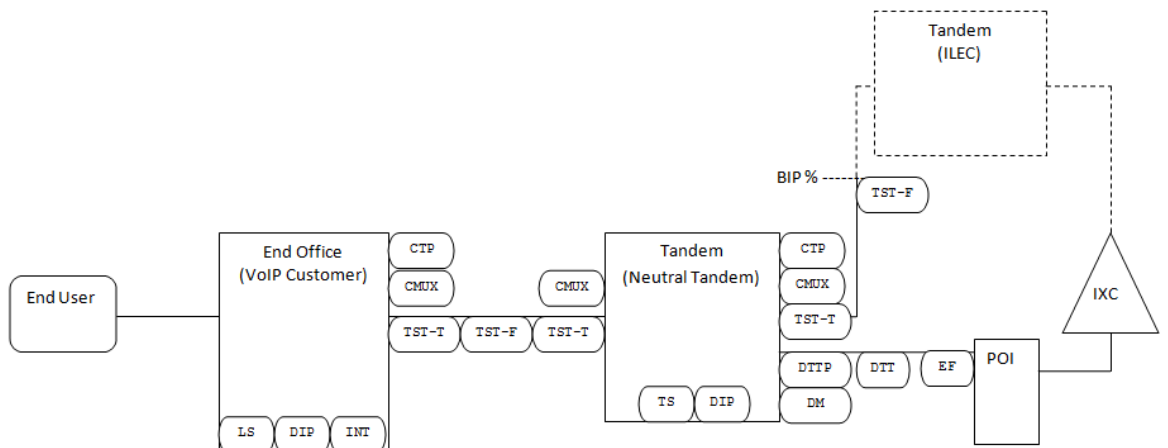 Tandem
(ILEC)
BIP %
TST-F
End Office
(VoIP Customer)
CTP
CMUX
TST-T
TST-F
TST-T
CMUX
Tandem
(Neutral Tandem)
CTP
CMUX
TST-T
End User
IXC
POI
DTTP
DTT
EF
DM
TS
DIP
LS
DIP
INT